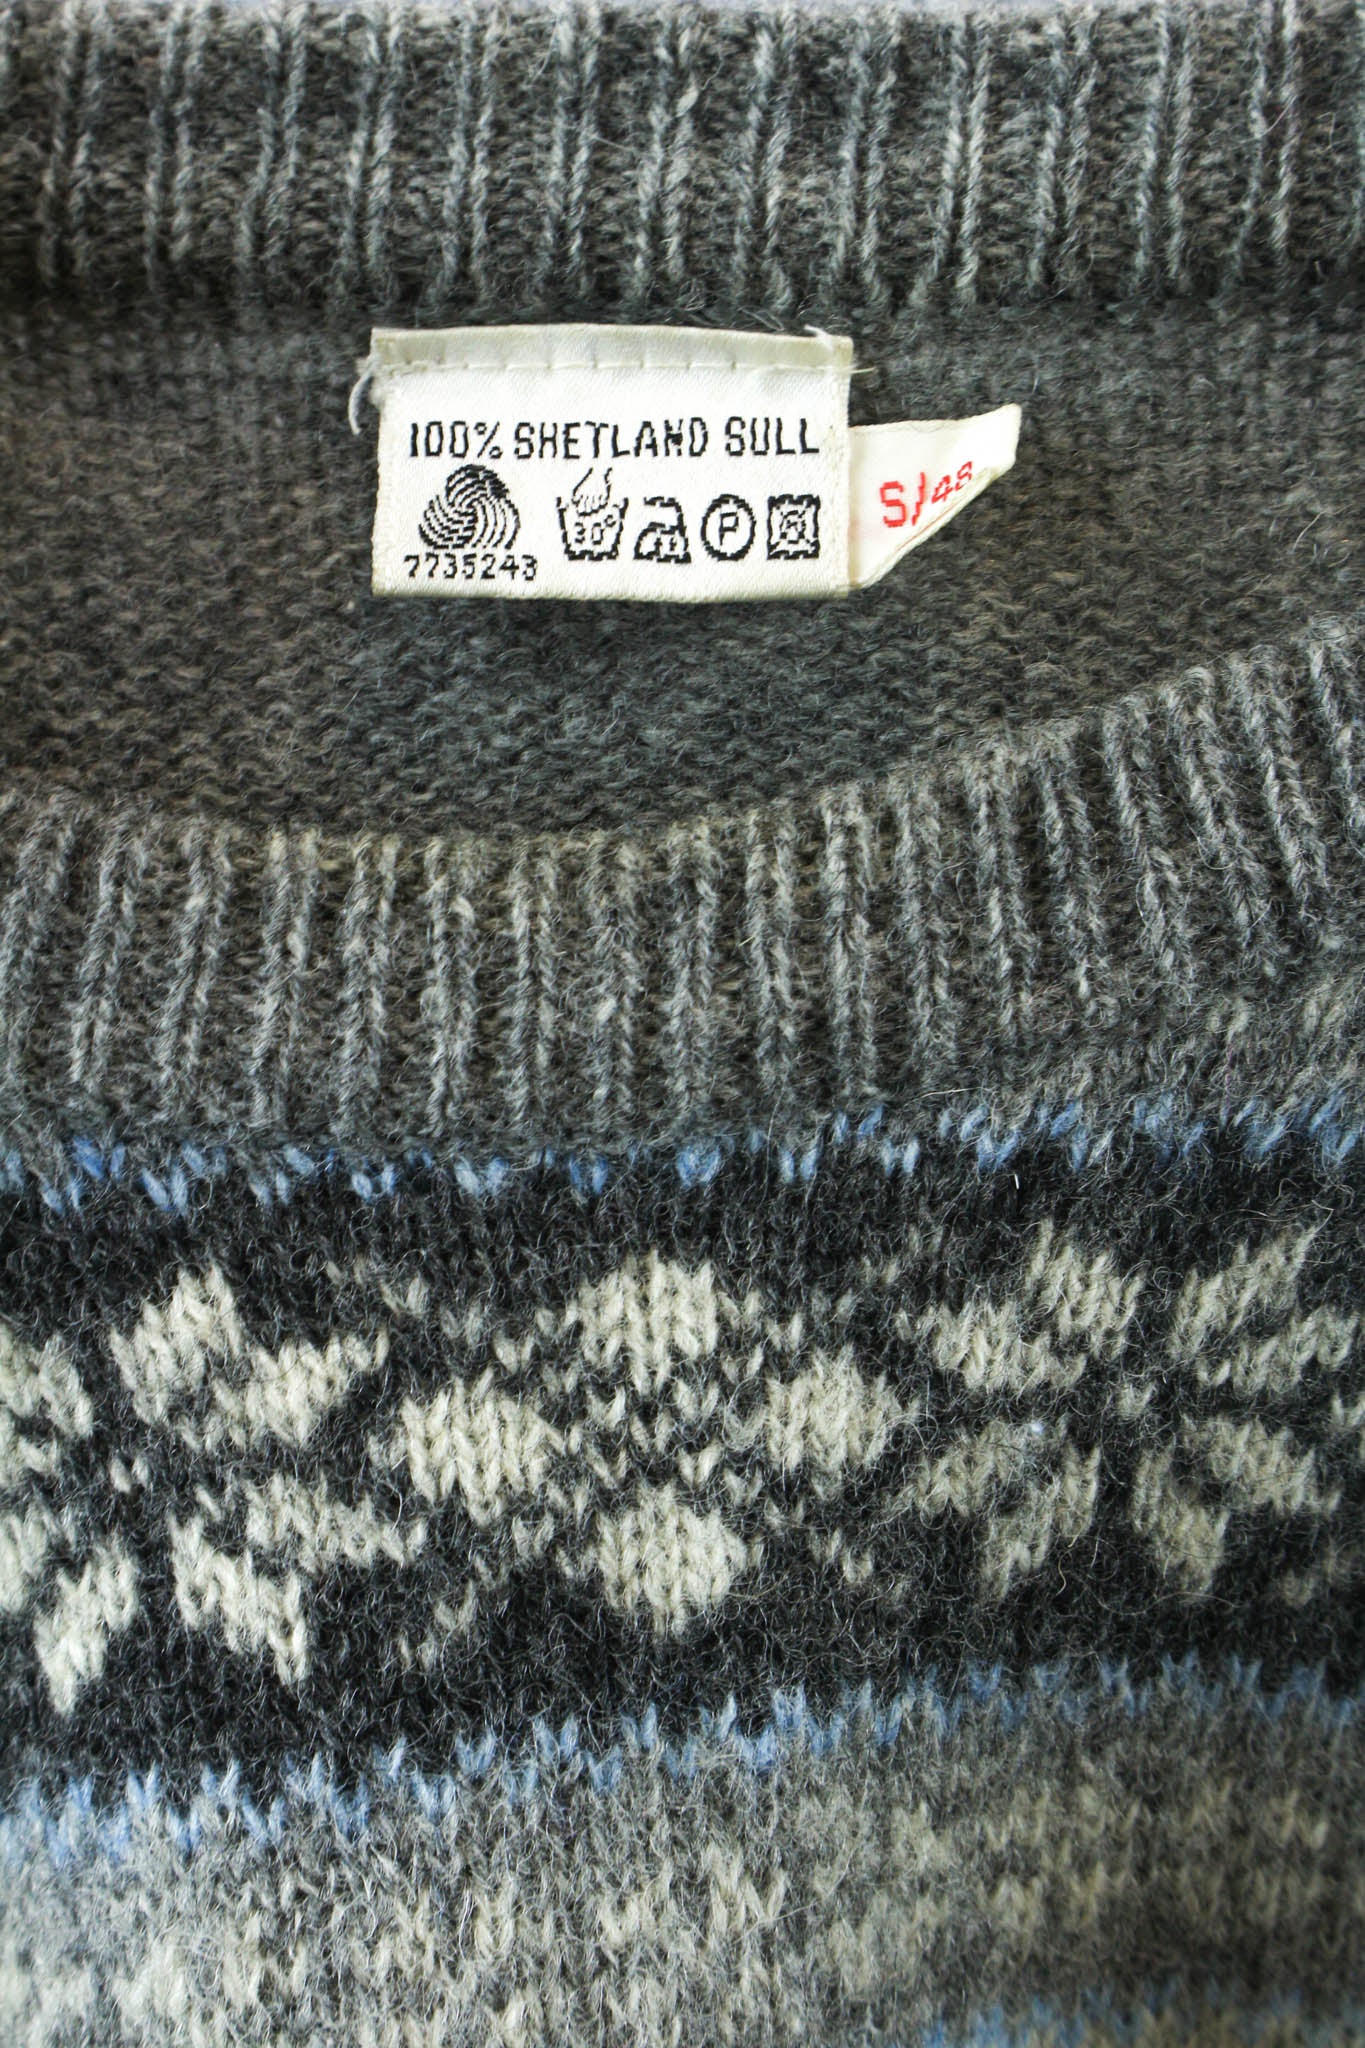 100% SHETLAND SULL
S/48
30° P
7735243